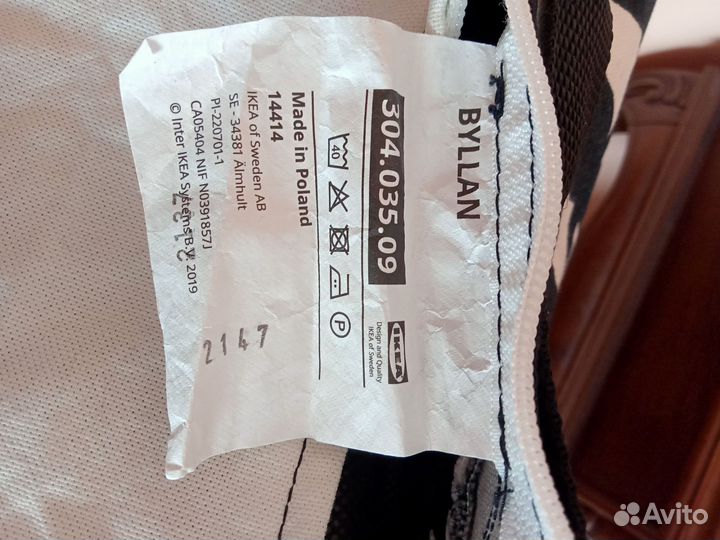 BYLLAN
304.035.09
IKEA
Design and Quality
IKEA of Sweden
40
P
Made in Poland
14414
IKEA of Sweden AB
SE - 34381 Älmhult
PI-220701-1
CA05404 NIF N0391857J
© Inter IKEA Systems B.V. 2019
2147
Avito